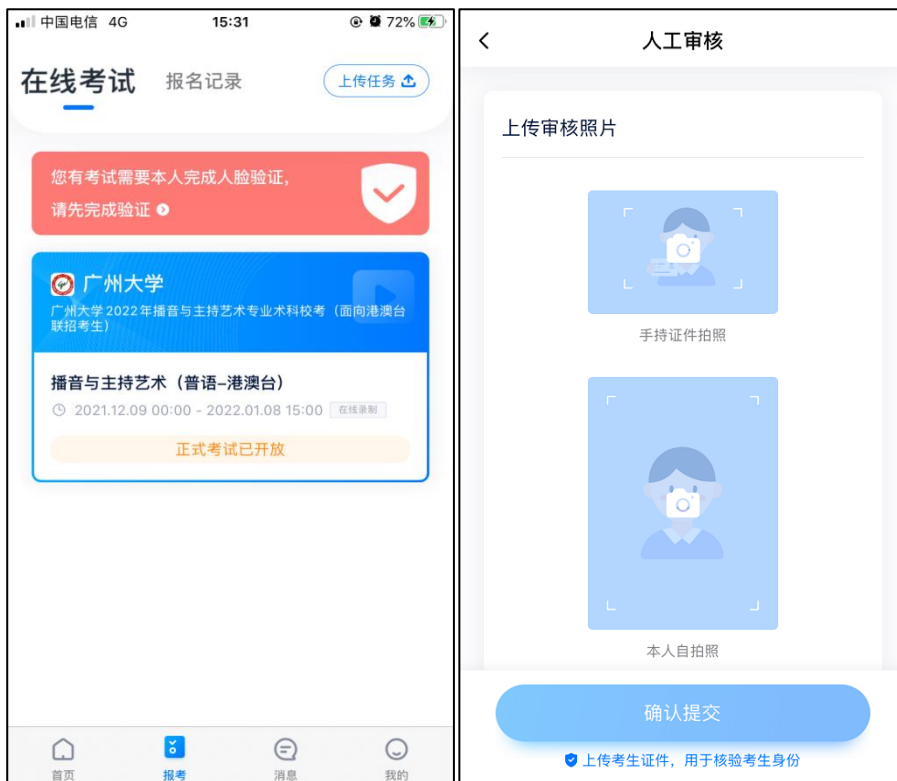 中国电信 4G 15:31 72%
在线考试 报名记录 上传任务
您有考试需要本人完成人脸验证,
请先完成验证
广州大学
广州大学2022年播音与主持艺术专业术科校考（面向港澳台
联招考生）
播音与主持艺术（普语-港澳台）
2021.12.09 00:00 - 2022.01.08 15:00 在线录制
正式考试已开放
首页 报考 消息 我的
人工审核
上传审核照片
手持证件拍照
本人自拍照
确认提交
上传考生证件，用于核验考生身份